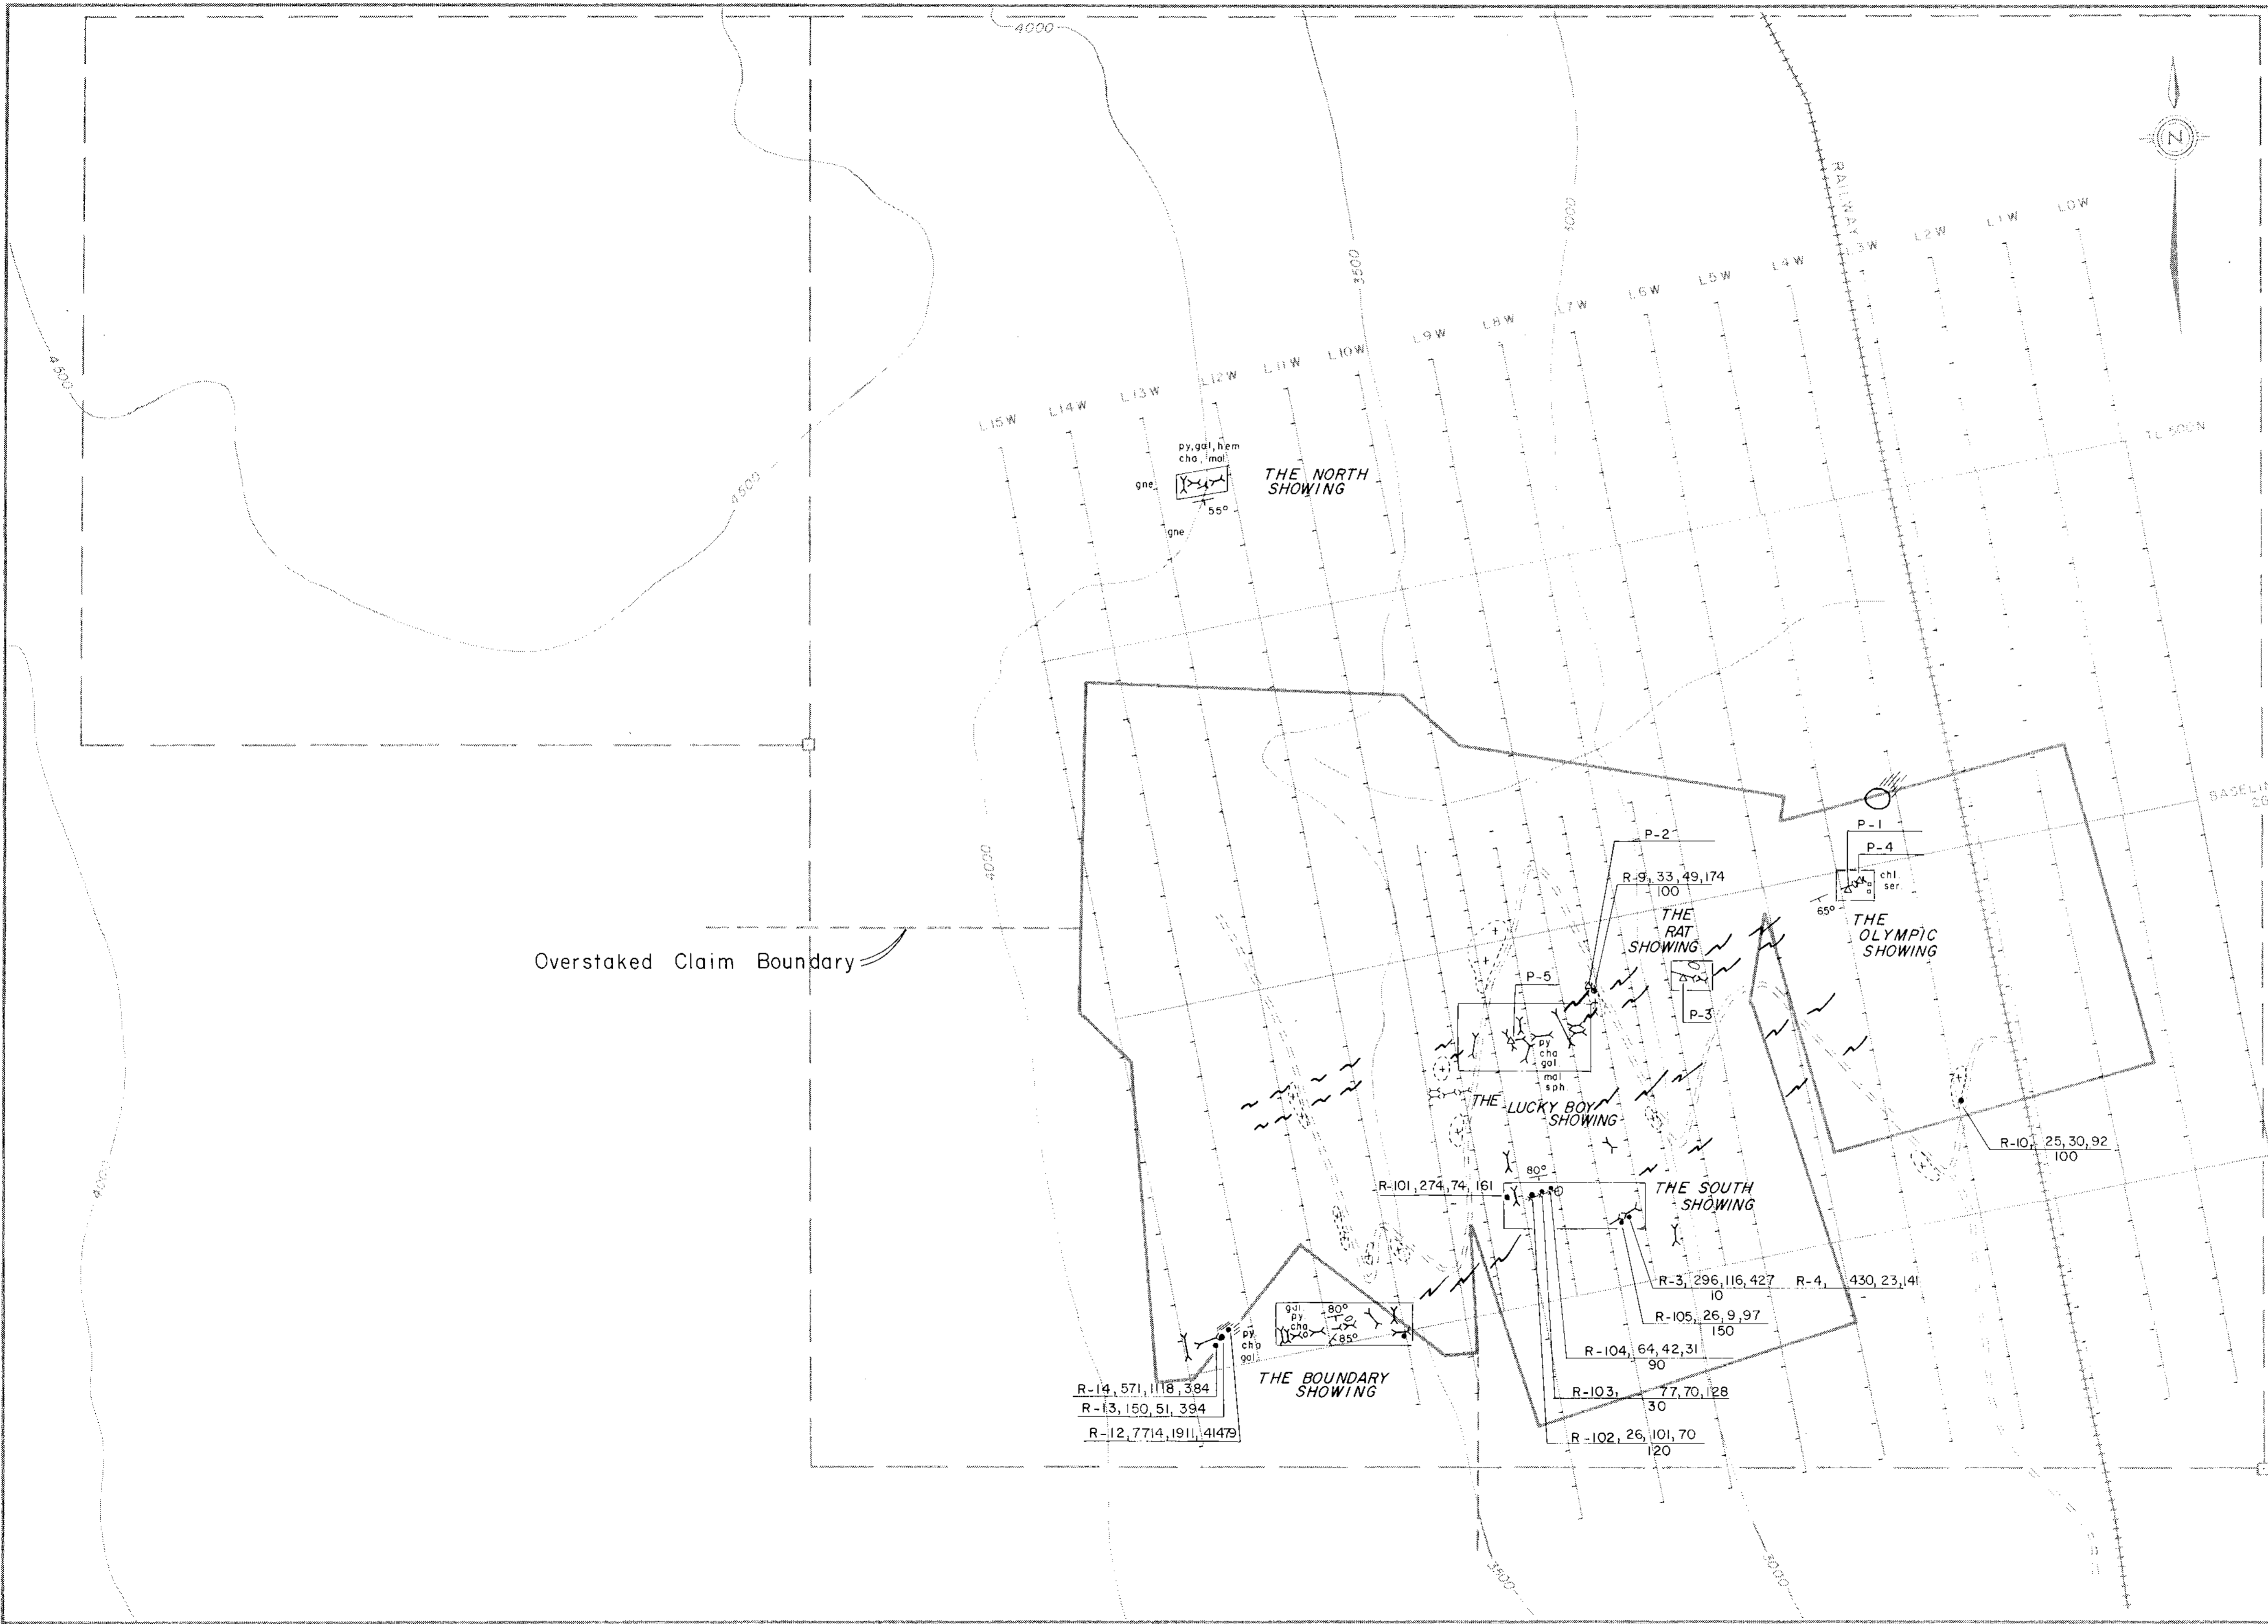 4000
N
RAILWAY
3000
3500
L0W
L1W
L2W
L3W
L4W
L5W
L6W
L7W
L8W
L9W
L10W
L11W
L12W
L13W
L14W
L15W
4500
4500
TL 500N
py, gal, hem
cha, mal
gne
55°
gne
THE NORTH
SHOWING
P-1
P-4
chl
ser.
65°
THE
OLYMPIC
SHOWING
P-2
R-9, 33, 49, 174
100
THE
RAT
SHOWING
P-3
P-5
py
cha
gal
mal
sph
THE LUCKY BOY
SHOWING
4000
Overstaked Claim Boundary
R-10, 25, 30, 92
100
80°
R-101, 274, 74, 161
THE SOUTH
SHOWING
4000
R-3, 296, 116, 427
10
R-4, 430, 23, 141
R-105, 26, 9, 97
150
R-104, 64, 42, 31
90
R-103, 77, 70, 128
30
R-102, 26, 101, 70
120
gal
py
cha
80°
85°
py
cha
gal
THE BOUNDARY
SHOWING
R-14, 571, 1118, 384
R-13, 150, 51, 394
R-12, 7714, 1911, 41479
3500
3000